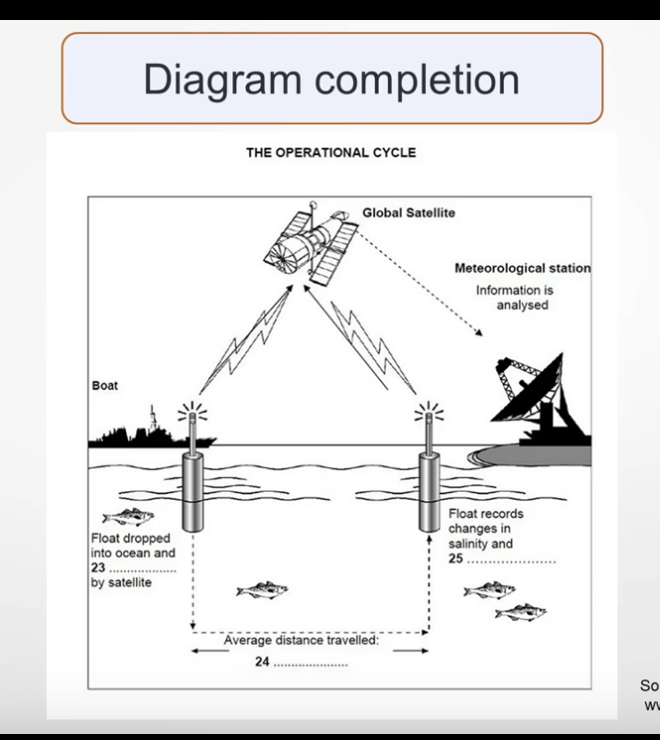 Diagram completion
THE OPERATIONAL CYCLE
Global Satellite
Meteorological station
Information is
analysed
Boat
Float dropped
into ocean and
23 ...................
by satellite
Float records
changes in
salinity and
25 .........................
Average distance travelled:
24 .....................